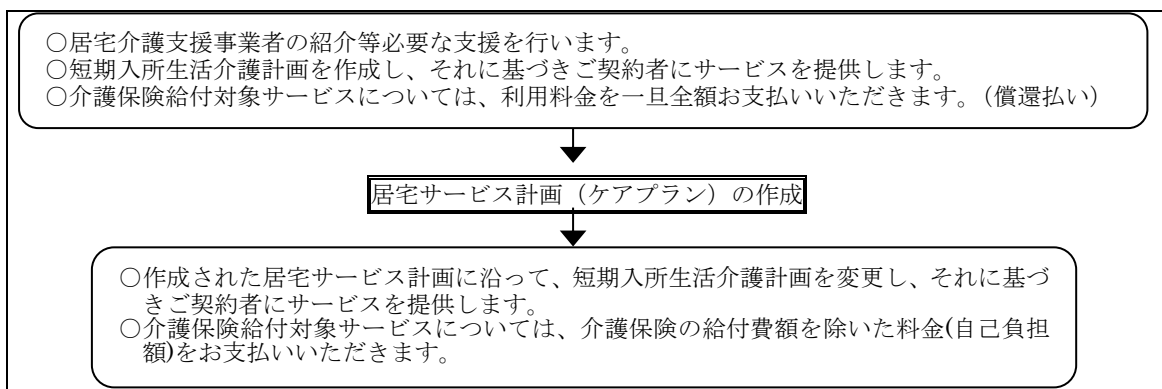 ○居宅介護支援事業者の紹介等必要な支援を行います。
○短期入所生活介護計画を作成し、それに基づきご契約者にサービスを提供します。
○介護保険給付対象サービスについては、利用料金を一旦全額お支払いいただきます。(償還払い)
居宅サービス計画（ケアプラン）の作成
○作成された居宅サービス計画に沿って、短期入所生活介護計画を変更し、それに基づ
きご契約者にサービスを提供します。
○介護保険給付対象サービスについては、介護保険の給付費額を除いた料金(自己負担
額)をお支払いいただきます。